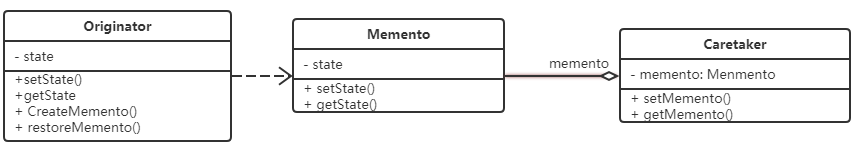 Originator
- state
+setState()
+getState
+ CreateMemento()
+ restoreMemento()
Memento
- state
+ setState()
+ getState()
memento
Caretaker
- memento: Menmento
+ setMemento()
+ getMemento()